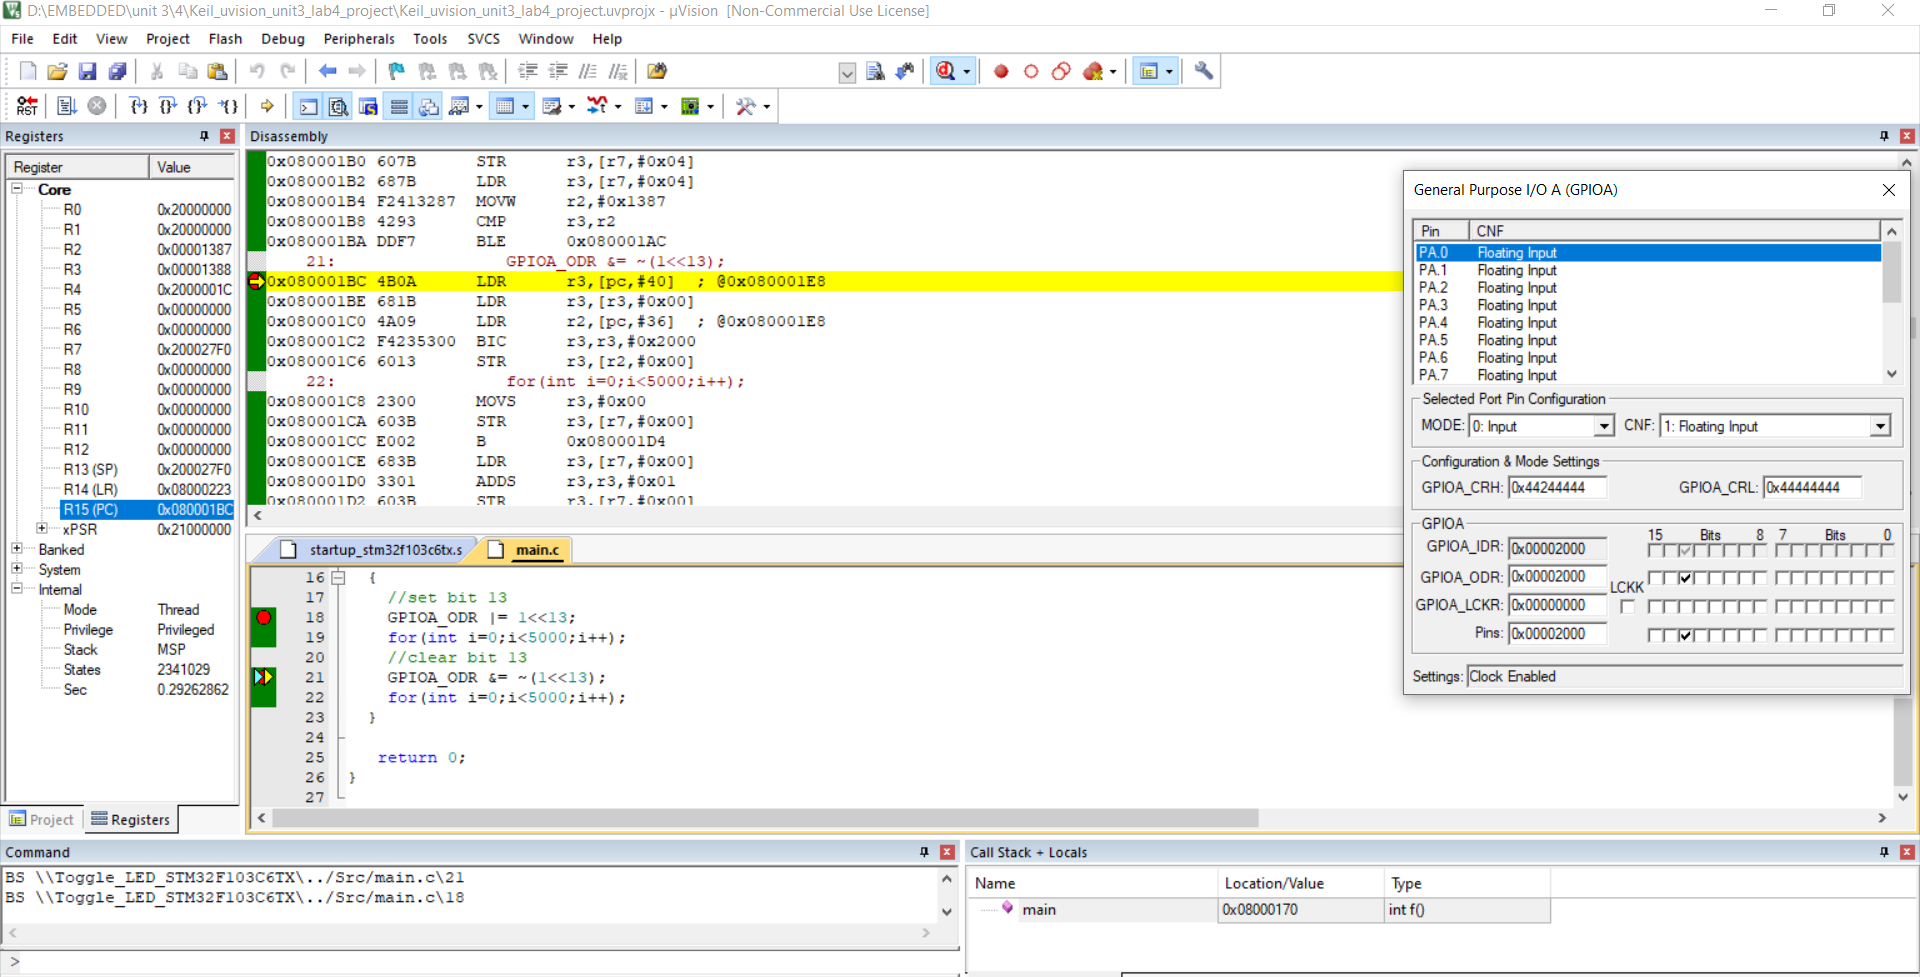 D:\EMBEDDED\unit 3\4\Keil_uvision_unit3_lab4_project\Keil_uvision_unit3_lab4_project.uvprojx - µVision [Non-Commercial Use License]
File Edit View Project Flash Debug Peripherals Tools SVCS Window Help
RST
Registers
Register Value
Core
R0 0x20000000
R1 0x20000000
R2 0x00001387
R3 0x00001388
R4 0x2000001C
R5 0x00000000
R6 0x00000000
R7 0x200027F0
R8 0x00000000
R9 0x00000000
R10 0x00000000
R11 0x00000000
R12 0x00000000
R13 (SP) 0x200027F0
R14 (LR) 0x08000223
R15 (PC) 0x080001BC
xPSR 0x21000000
Banked
System
Internal
Mode Thread
Privilege Privileged
Stack MSP
States 2341029
Sec 0.29262862
Project Registers
Disassembly
0x080001B0 607B STR r3,[r7,#0x04]
0x080001B2 687B LDR r3,[r7,#0x04]
0x080001B4 F2413287 MOVW r2,#0x1387
0x080001B8 4293 CMP r3,r2
0x080001BA DDF7 BLE 0x080001AC
21: GPIOA_ODR &= ~(1<<13);
0x080001BC 4B0A LDR r3,[pc,#40] ; @0x080001E8
0x080001BE 681B LDR r3,[r3,#0x00]
0x080001C0 4A09 LDR r2,[pc,#36] ; @0x080001E8
0x080001C2 F4235300 BIC r3,r3,#0x2000
0x080001C6 6013 STR r3,[r2,#0x00]
22: for(int i=0;i<5000;i++);
0x080001C8 2300 MOVS r3,#0x00
0x080001CA 603B STR r3,[r7,#0x00]
0x080001CC E002 B 0x080001D4
0x080001CE 683B LDR r3,[r7,#0x00]
0x080001D0 3301 ADDS r3,r3,#0x01
0x080001D2 603B STR r3,[r7,#0x00]
startup_stm32f103c6tx.s main.c
16 {
17 //set bit 13
18 GPIOA_ODR |= 1<<13;
19 for(int i=0;i<5000;i++);
20 //clear bit 13
21 GPIOA_ODR &= ~(1<<13);
22 for(int i=0;i<5000;i++);
23 }
24
25 return 0;
26 }
27
General Purpose I/O A (GPIOA)
Pin CNF
PA.0 Floating Input
PA.1 Floating Input
PA.2 Floating Input
PA.3 Floating Input
PA.4 Floating Input
PA.5 Floating Input
PA.6 Floating Input
PA.7 Floating Input
Selected Port Pin Configuration
MODE: 0: Input CNF: 1: Floating Input
Configuration & Mode Settings
GPIOA_CRH: 0x44244444 GPIOA_CRL: 0x44444444
GPIOA
15 Bits 8 7 Bits 0
GPIOA_IDR: 0x00002000
GPIOA_ODR: 0x00002000
LCKK
GPIOA_LCKR: 0x00000000
Pins: 0x00002000
Settings: Clock Enabled
Command
BS \\Toggle_LED_STM32F103C6TX\../Src/main.c\21
BS \\Toggle_LED_STM32F103C6TX\../Src/main.c\18
>
Call Stack + Locals
Name Location/Value Type
main 0x08000170 int f()